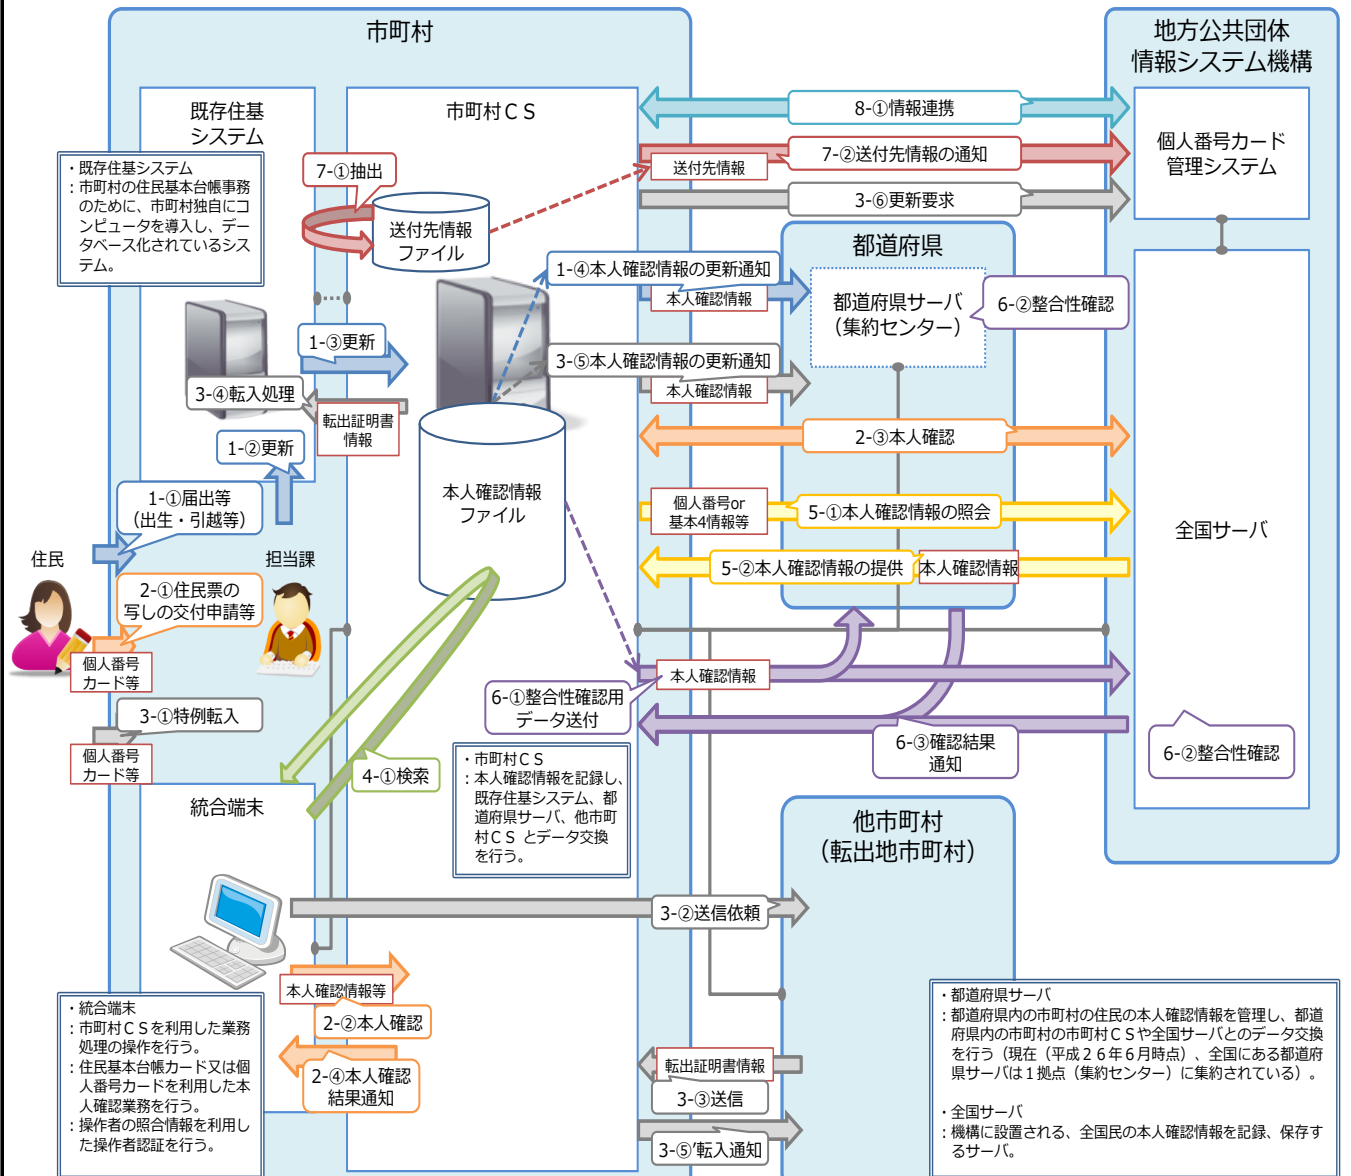 市町村
地方公共団体
情報システム機構
既存住基
システム
市町村CS
8-①情報連携
個人番号カード
管理システム
7-②送付先情報の通知
送付先情報
3-⑥更新要求
・既存住基システム
：市町村の住民基本台帳事務
のために、市町村独自にコ
ンピュータを導入し、デー
タベース化されているシス
テム。
7-①抽出
送付先情報
ファイル
都道府県
1-④本人確認情報の更新通知
本人確認情報
都道府県サーバ
（集約センター）
6-②整合性確認
1-③更新
3-⑤本人確認情報の更新通知
本人確認情報
3-④転入処理
転出証明書
情報
2-③本人確認
1-②更新
本人確認情報
ファイル
1-①届出等
（出生・引越等）
個人番号or
基本4情報等
5-①本人確認情報の照会
全国サーバ
住民
担当課
5-②本人確認情報の提供
本人確認情報
2-①住民票の
写しの交付申請等
個人番号
カード等
本人確認情報
6-①整合性確認用
データ送付
3-①特例転入
個人番号
カード等
6-③確認結果
通知
6-②整合性確認
4-①検索
・市町村CS
：本人確認情報を記録し、
既存住基システム、都
道府県サーバ、他市町
村CS とデータ交換
を行う。
統合端末
他市町村
（転出地市町村）
3-②送信依頼
本人確認情報等
2-②本人確認
・統合端末
：市町村CSを利用した業務
処理の操作を行う。
：住民基本台帳カード又は個
人番号カードを利用した本
人確認業務を行う。
：操作者の照合情報を利用し
た操作者認証を行う。
2-④本人確認
結果通知
転出証明書情報
3-③送信
3-⑤’転入通知
・都道府県サーバ
：都道府県内の市町村の住民の本人確認情報を管理し、都道
府県内の市町村の市町村CSや全国サーバとのデータ交換
を行う（現在（平成２６年６月時点）、全国にある都道府
県サーバは１拠点（集約センター）に集約されている）。
・全国サーバ
：機構に設置される、全国民の本人確認情報を記録、保存す
るサーバ。